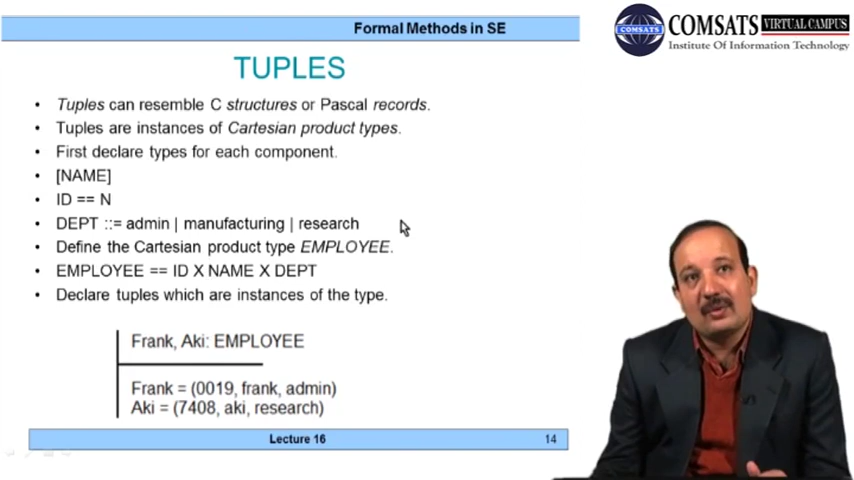 Formal Methods in SE
COMSATS
COMSATS VIRTUAL CAMPUS
Institute Of Information Technology
TUPLES
• Tuples can resemble C structures or Pascal records.
• Tuples are instances of Cartesian product types.
• First declare types for each component.
• [NAME]
• ID == N
• DEPT ::= admin | manufacturing | research
• Define the Cartesian product type EMPLOYEE.
• EMPLOYEE == ID X NAME X DEPT
• Declare tuples which are instances of the type.
Frank, Aki: EMPLOYEE
Frank = (0019, frank, admin)
Aki = (7408, aki, research)
Lecture 16
14